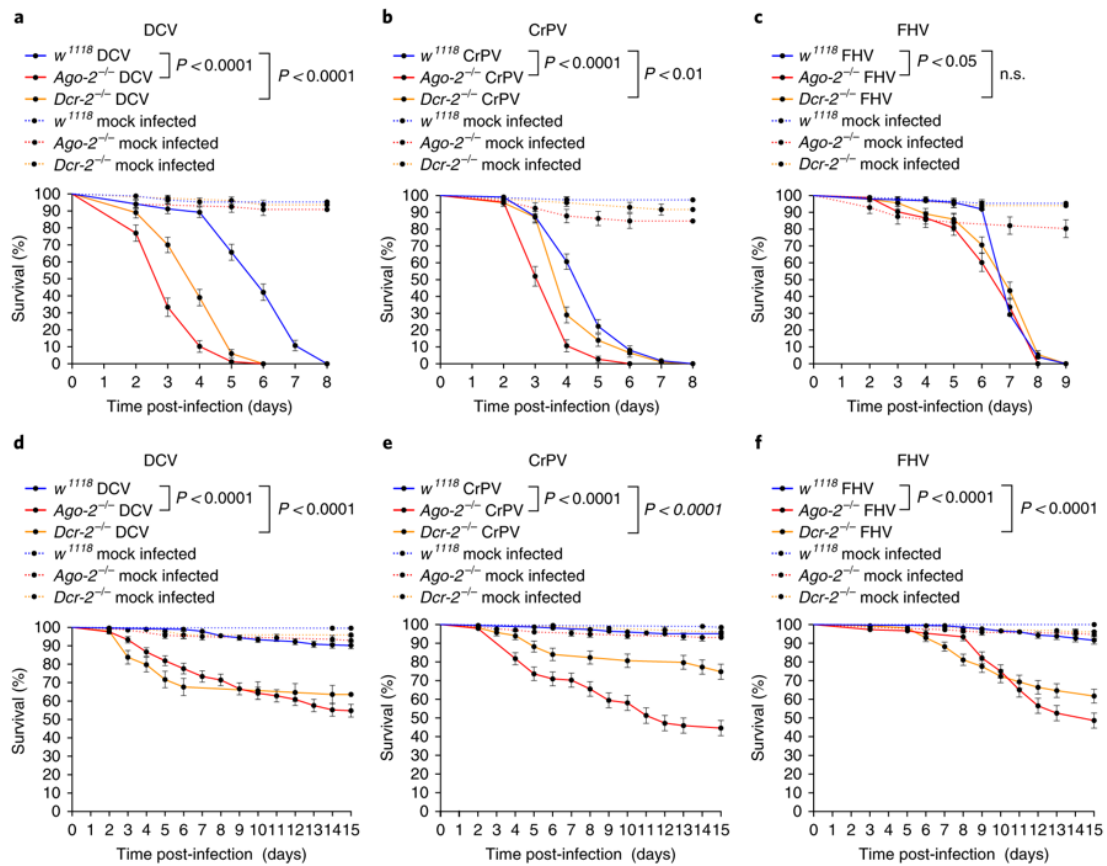 a
DCV
w1118 DCV
Ago-2−/− DCV
Dcr-2−/− DCV
w1118 mock infected
Ago-2−/− mock infected
Dcr-2−/− mock infected
P < 0.0001
P < 0.0001
100
90
80
70
60
50
40
30
20
10
0
Survival (%)
0 1 2 3 4 5 6 7 8
Time post-infection (days)
b
CrPV
w1118 CrPV
Ago-2−/− CrPV
Dcr-2−/− CrPV
w1118 mock infected
Ago-2−/− mock infected
Dcr-2−/− mock infected
P < 0.0001
P < 0.01
100
90
80
70
60
50
40
30
20
10
0
Survival (%)
0 1 2 3 4 5 6 7 8
Time post-infection (days)
c
FHV
w1118 FHV
Ago-2−/− FHV
Dcr-2−/− FHV
w1118 mock infected
Ago-2−/− mock infected
Dcr-2−/− mock infected
P < 0.05
n.s.
100
90
80
70
60
50
40
30
20
10
0
Survival (%)
0 1 2 3 4 5 6 7 8 9
Time post-infection (days)
d
DCV
w1118 DCV
Ago-2−/− DCV
Dcr-2−/− DCV
w1118 mock infected
Ago-2−/− mock infected
Dcr-2−/− mock infected
P < 0.0001
P < 0.0001
100
90
80
70
60
50
40
30
20
10
0
Survival (%)
0 1 2 3 4 5 6 7 8 9 10 11 12 13 14 15
Time post-infection (days)
e
CrPV
w1118 CrPV
Ago-2−/− CrPV
Dcr-2−/− CrPV
w1118 mock infected
Ago-2−/− mock infected
Dcr-2−/− mock infected
P < 0.0001
P < 0.0001
100
90
80
70
60
50
40
30
20
10
0
Survival (%)
0 1 2 3 4 5 6 7 8 9 10 11 12 13 14 15
Time post-infection (days)
f
FHV
w1118 FHV
Ago-2−/− FHV
Dcr-2−/− FHV
w1118 mock infected
Ago-2−/− mock infected
Dcr-2−/− mock infected
P < 0.0001
P < 0.0001
100
90
80
70
60
50
40
30
20
10
0
Survival (%)
0 1 2 3 4 5 6 7 8 9 10 11 12 13 14 15
Time post-infection (days)